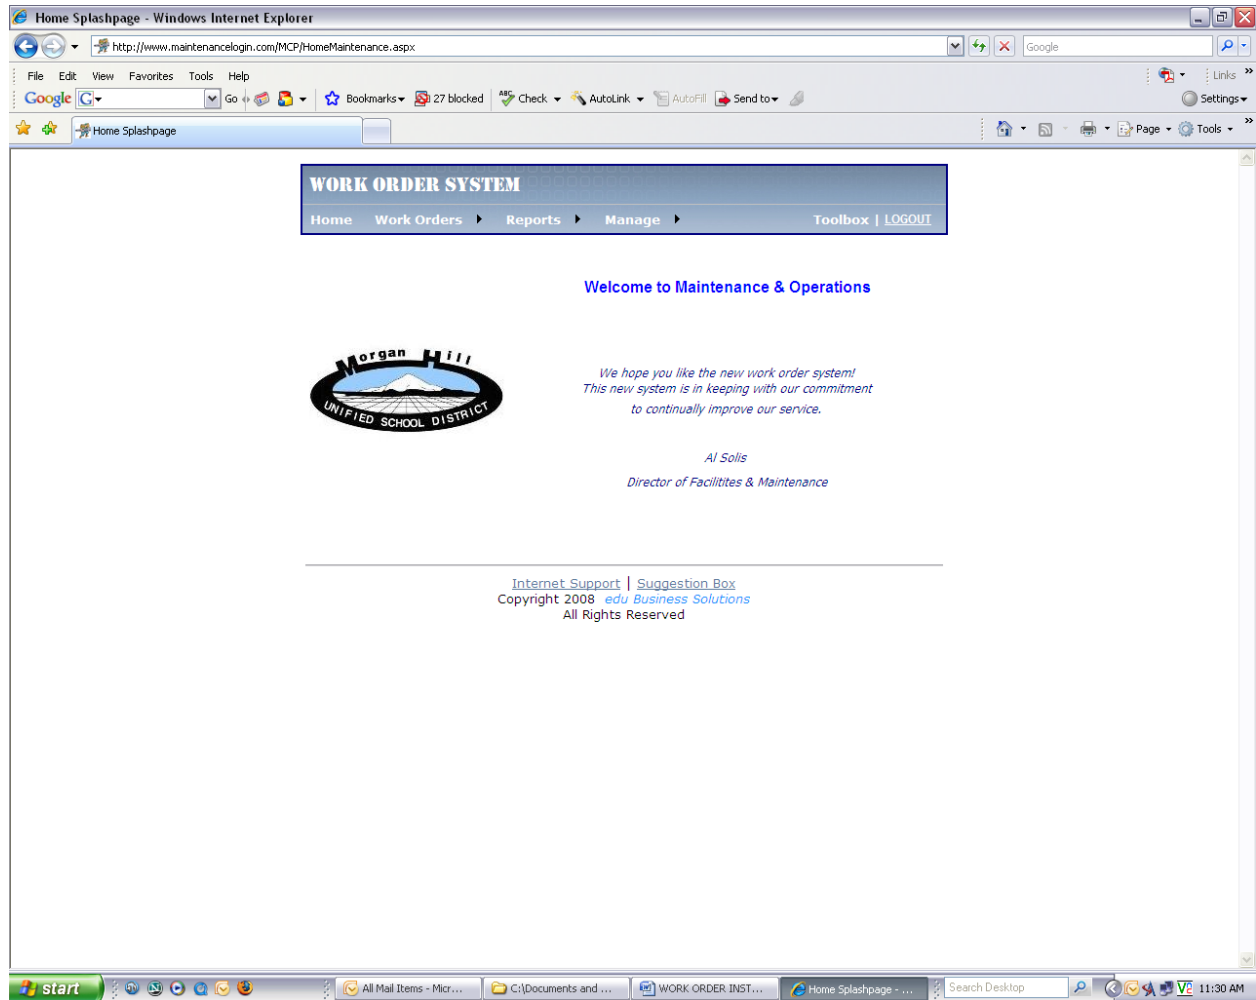 Home Splashpage - Windows Internet Explorer
http://www.maintenancelogin.com/MCP/HomeMaintenance.aspx
Google
File Edit View Favorites Tools Help
Links »
Google G Go Bookmarks 27 blocked ABC Check AutoLink AutoFill Send to Settings
Home Splashpage
Page Tools »
WORK ORDER SYSTEM
Home Work Orders Reports Manage Toolbox | LOGOUT
Welcome to Maintenance & Operations
Morgan Hill
UNIFIED SCHOOL DISTRICT
We hope you like the new work order system!
This new system is in keeping with our commitment
to continually improve our service.
Al Solis
Director of Facilitites & Maintenance
Internet Support | Suggestion Box
Copyright 2008 edu Business Solutions
All Rights Reserved
start All Mail Items - Micr... C:\Documents and ... WORK ORDER INST... Home Splashpage - ... Search Desktop 11:30 AM